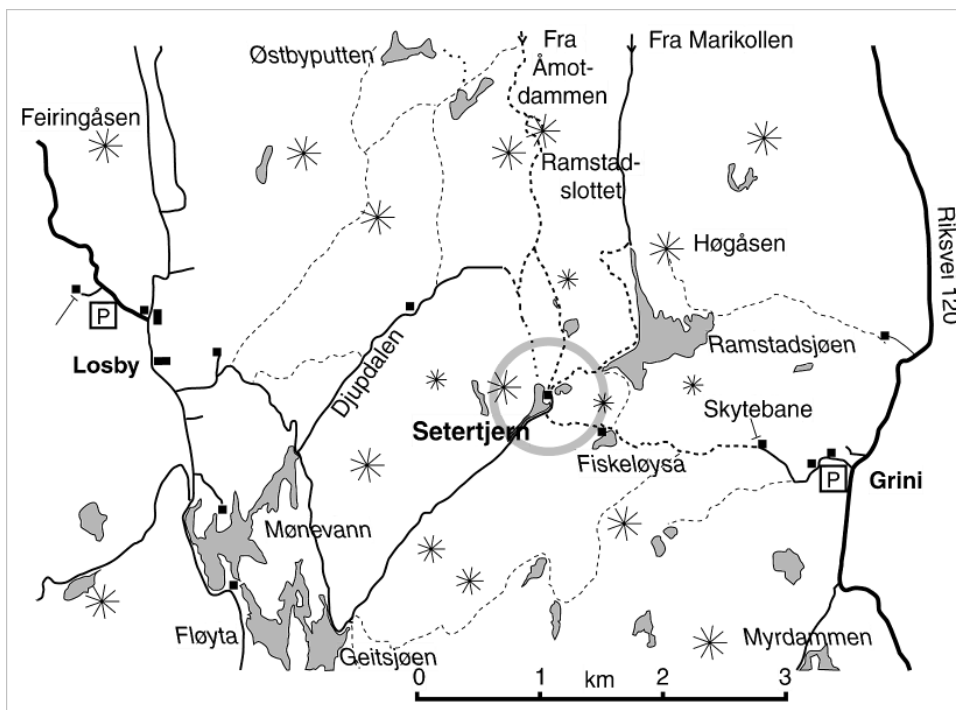 Østbyputten
Fra
Åmot-
dammen
Fra Marikollen
Feiringåsen
Ramstad-
slottet
Riksvei 120
Høgåsen
P
Losby
Djupdalen
Ramstadsjøen
Skytebane
Setertjern
Fiskeløysa
P
Grini
Mønevann
Fløyta
Geitsjøen
Myrdammen
0 1 2 3
km